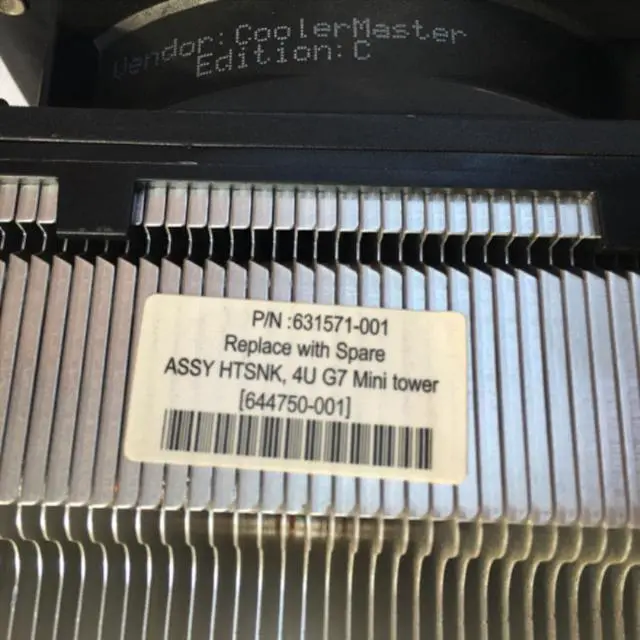 Vendor:CoolerMaster
Edition:C
P/N :631571-001
Replace with Spare
ASSY HTSNK, 4U G7 Mini tower
[644750-001]